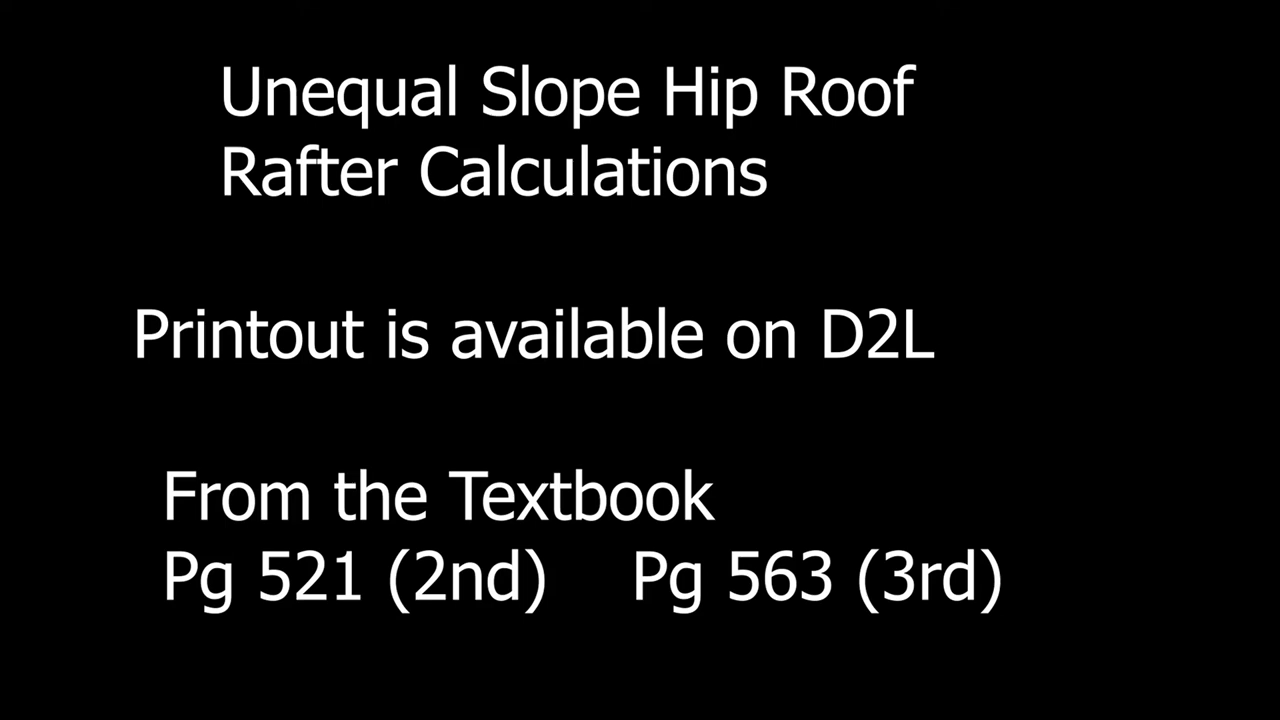 Unequal Slope Hip Roof
Rafter Calculations
Printout is available on D2L
From the Textbook
Pg 521 (2nd) Pg 563 (3rd)